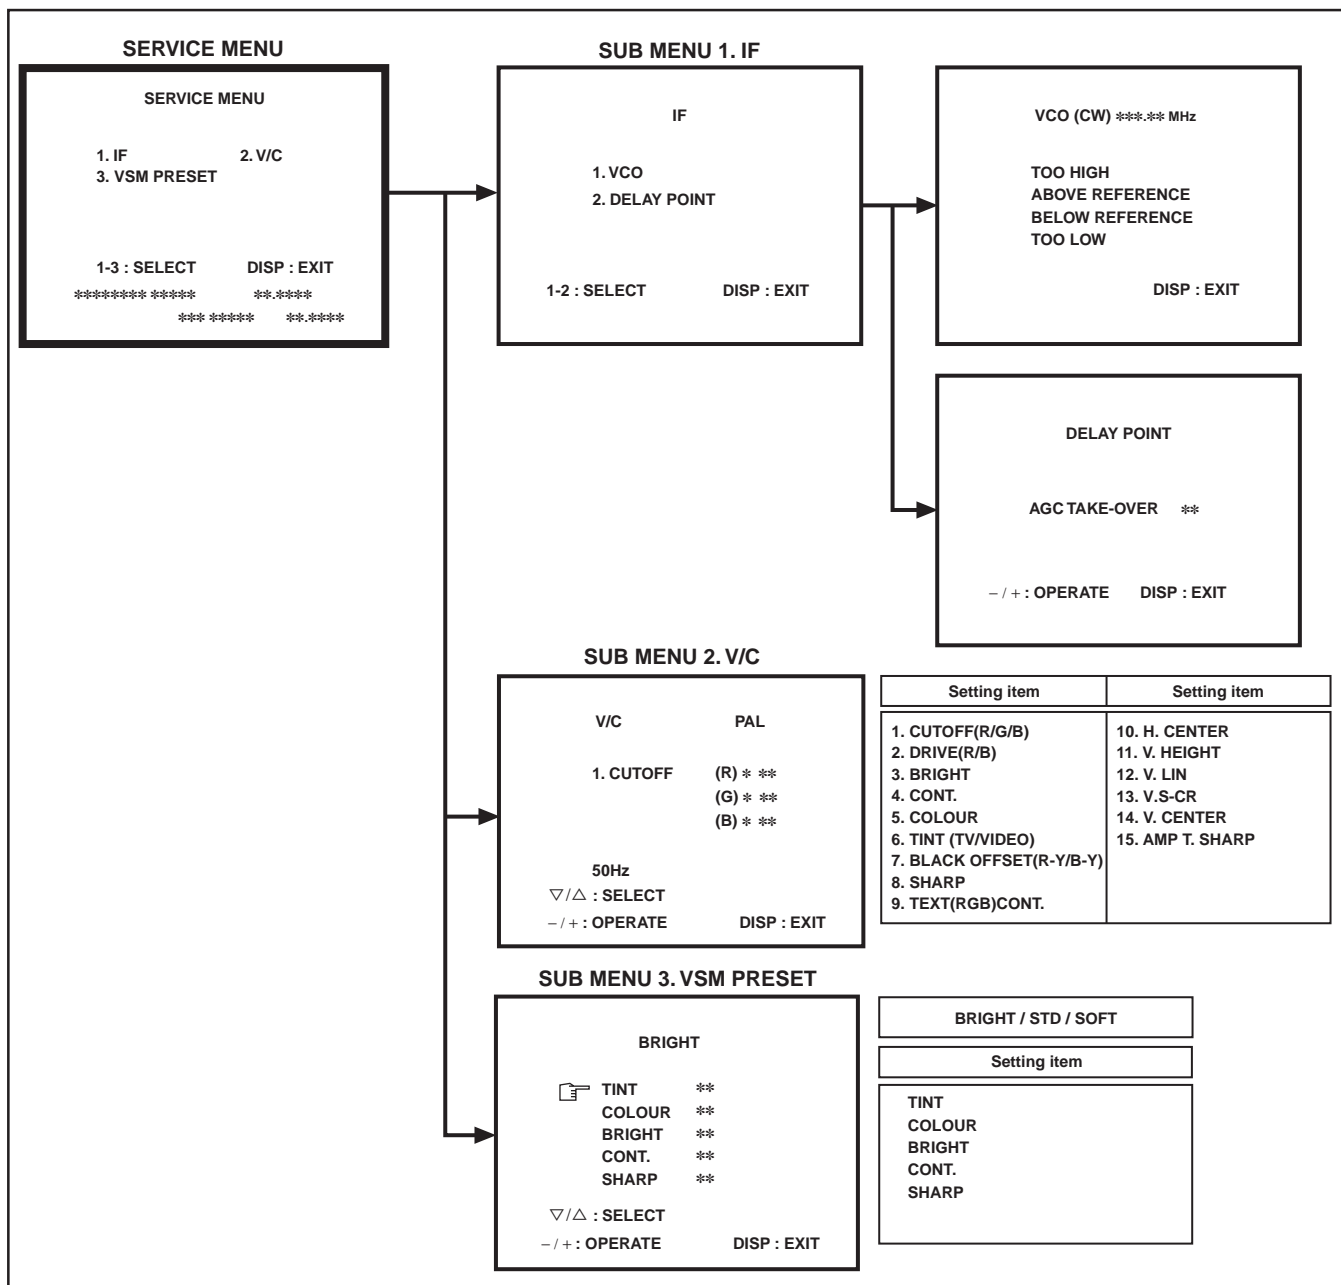 SERVICE MENU
SERVICE MENU
1. IF 2. V/C
3. VSM PRESET
1-3 : SELECT DISP : EXIT
******** ***** **.****
*** ***** **.****
SUB MENU 1. IF
IF
1. VCO
2. DELAY POINT
1-2 : SELECT DISP : EXIT
VCO (CW) ***.** MHz
TOO HIGH
ABOVE REFERENCE
BELOW REFERENCE
TOO LOW
DISP : EXIT
DELAY POINT
AGC TAKE-OVER **
– / + : OPERATE DISP : EXIT
SUB MENU 2. V/C
V/C PAL
1. CUTOFF (R) * **
(G) * **
(B) * **
50Hz
▽/△ : SELECT
– / + : OPERATE DISP : EXIT
Setting item Setting item
1. CUTOFF(R/G/B) 10. H. CENTER
2. DRIVE(R/B) 11. V. HEIGHT
3. BRIGHT 12. V. LIN
4. CONT. 13. V.S-CR
5. COLOUR 14. V. CENTER
6. TINT (TV/VIDEO) 15. AMP T. SHARP
7. BLACK OFFSET(R-Y/B-Y)
8. SHARP
9. TEXT(RGB)CONT.
SUB MENU 3. VSM PRESET
BRIGHT
TINT **
COLOUR **
BRIGHT **
CONT. **
SHARP **
▽/△ : SELECT
– / + : OPERATE DISP : EXIT
BRIGHT / STD / SOFT
Setting item
TINT
COLOUR
BRIGHT
CONT.
SHARP